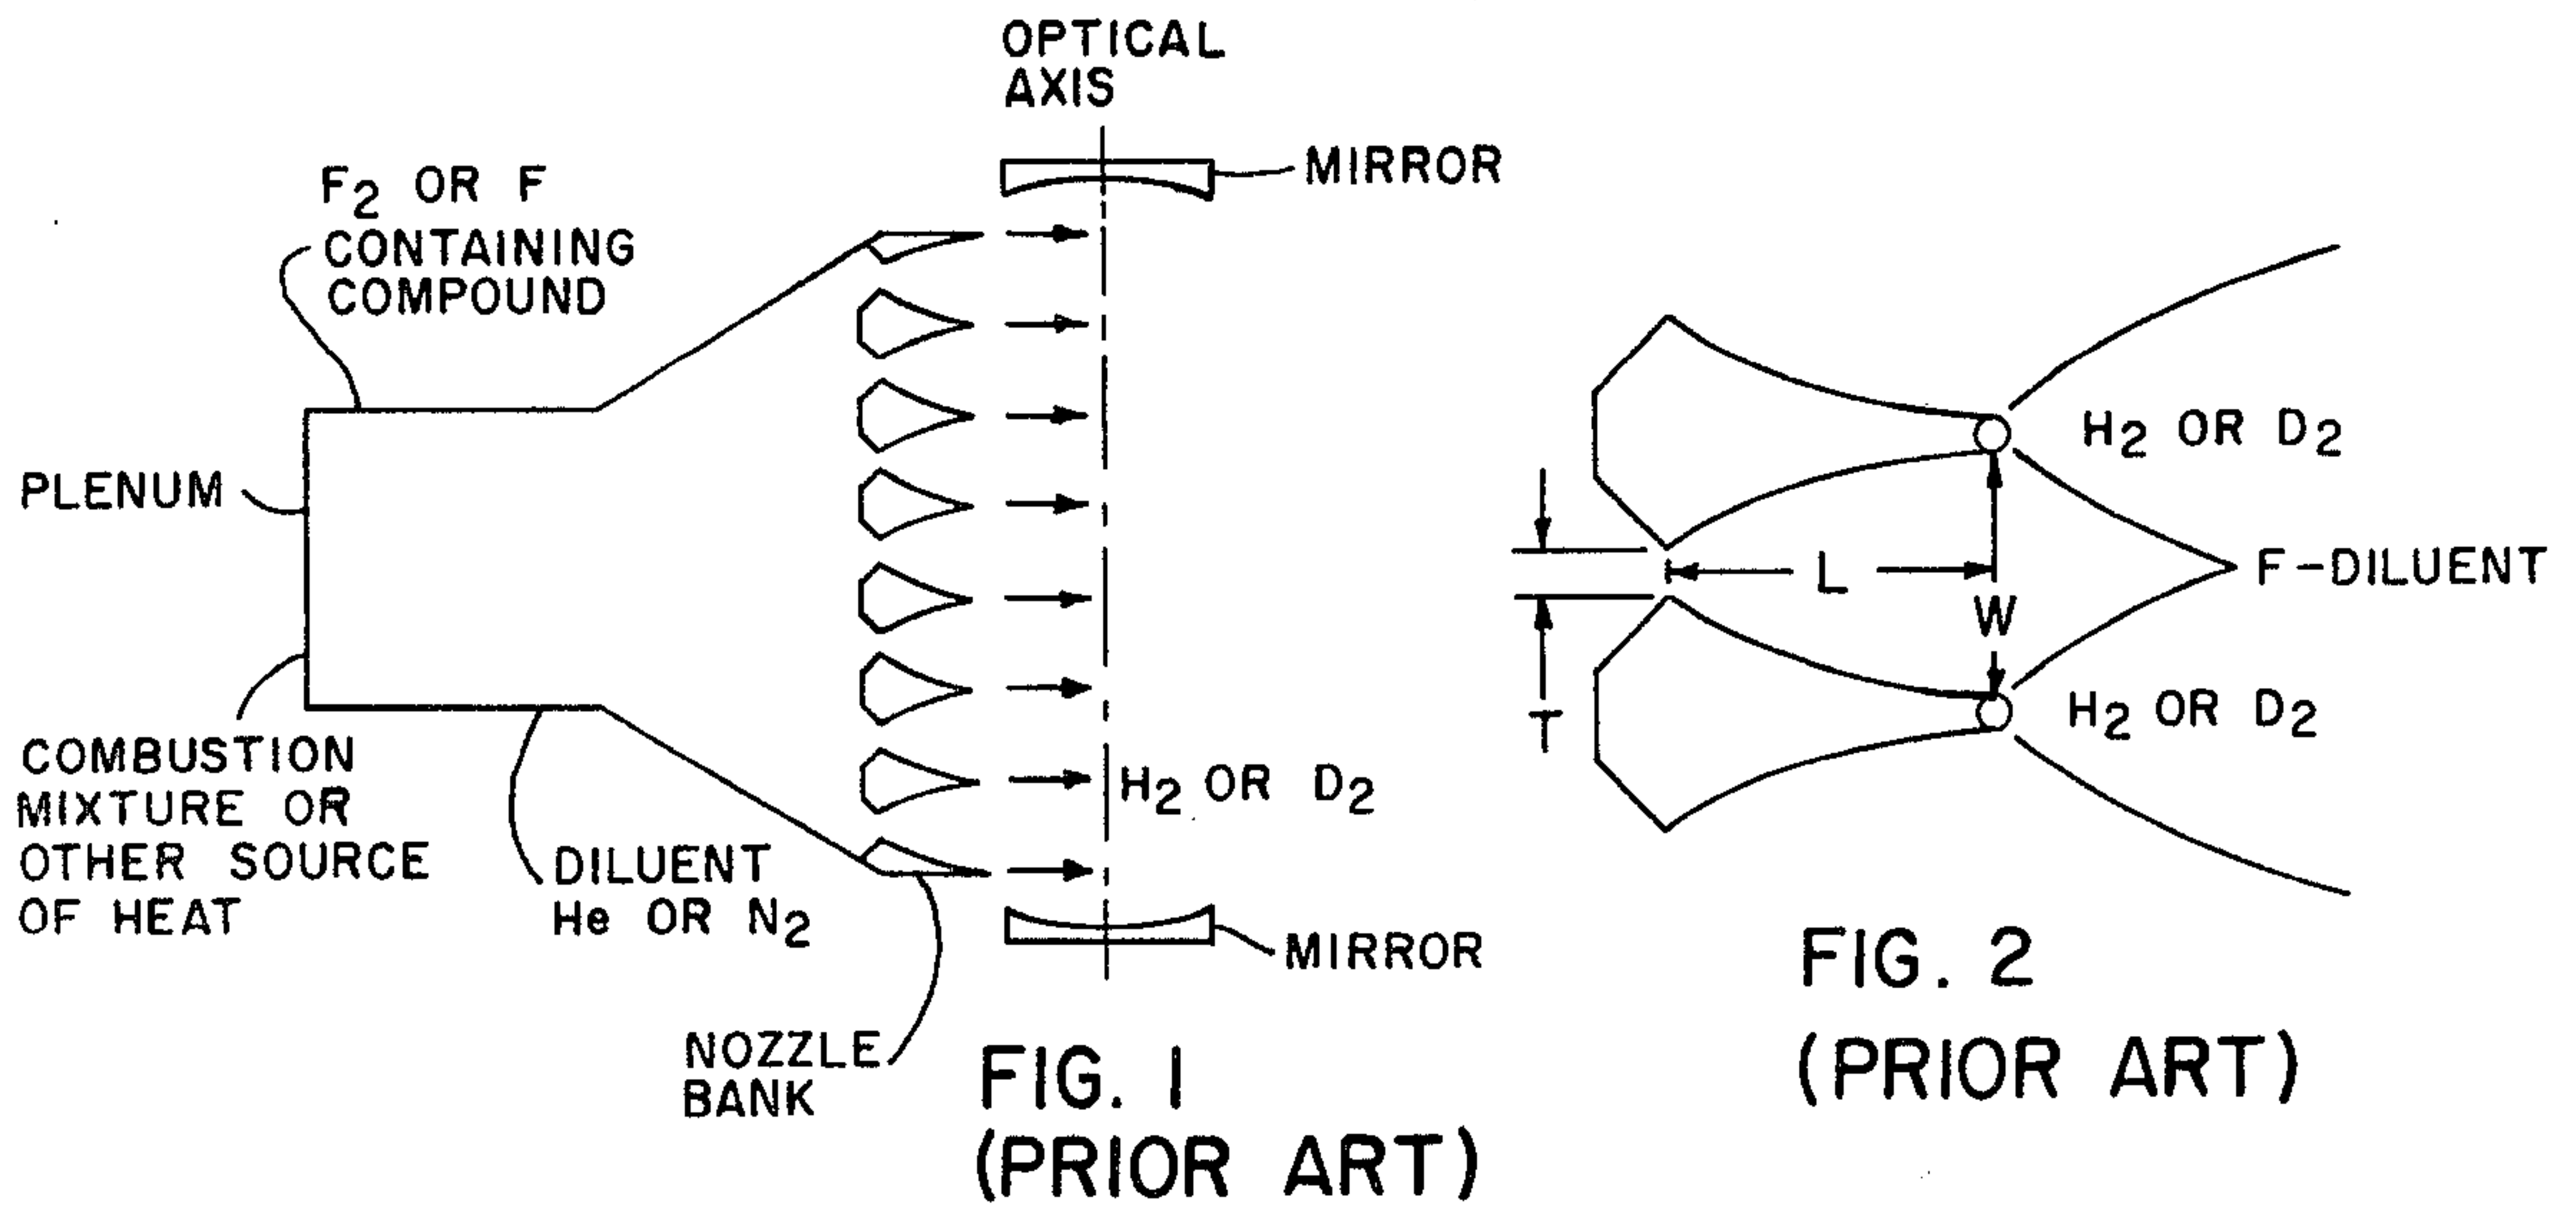 OPTICAL
AXIS
MIRROR
F2 OR F
CONTAINING
COMPOUND
PLENUM
COMBUSTION
MIXTURE OR
OTHER SOURCE
OF HEAT
DILUENT
He OR N2
H2 OR D2
MIRROR
NOZZLE
BANK
FIG. 1
(PRIOR ART)
H2 OR D2
L
F-DILUENT
W
T
H2 OR D2
FIG. 2
(PRIOR ART)